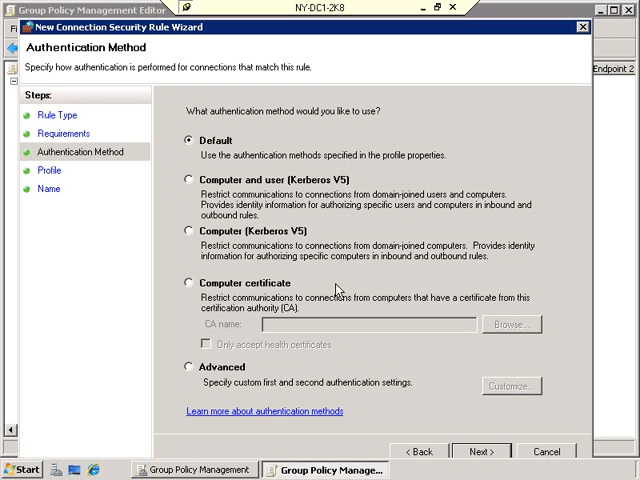 Group Policy Management Editor
NY-DC1-2K8
New Connection Security Rule Wizard
Fi
Authentication Method
Specify how authentication is performed for connections that match this rule.
Endpoint 2
Steps:
Rule Type
Requirements
Authentication Method
Profile
Name
What authentication method would you like to use?
Default
Use the authentication methods specified in the profile properties.
Computer and user (Kerberos V5)
Restrict communications to connections from domain-joined users and computers.
Provides identity information for authorizing specific users and computers in inbound and
outbound rules.
Computer (Kerberos V5)
Restrict communications to connections from domain-joined computers. Provides identity
information for authorizing specific computers in inbound and outbound rules.
Computer certificate
Restrict communications to connections from computers that have a certificate from this
certification authority (CA).
CA name:
Browse...
Only accept health certificates
Advanced
Specify custom first and second authentication settings.
Customize...
Learn more about authentication methods
< Back
Next >
Cancel
Start
Group Policy Management
Group Policy Manage...